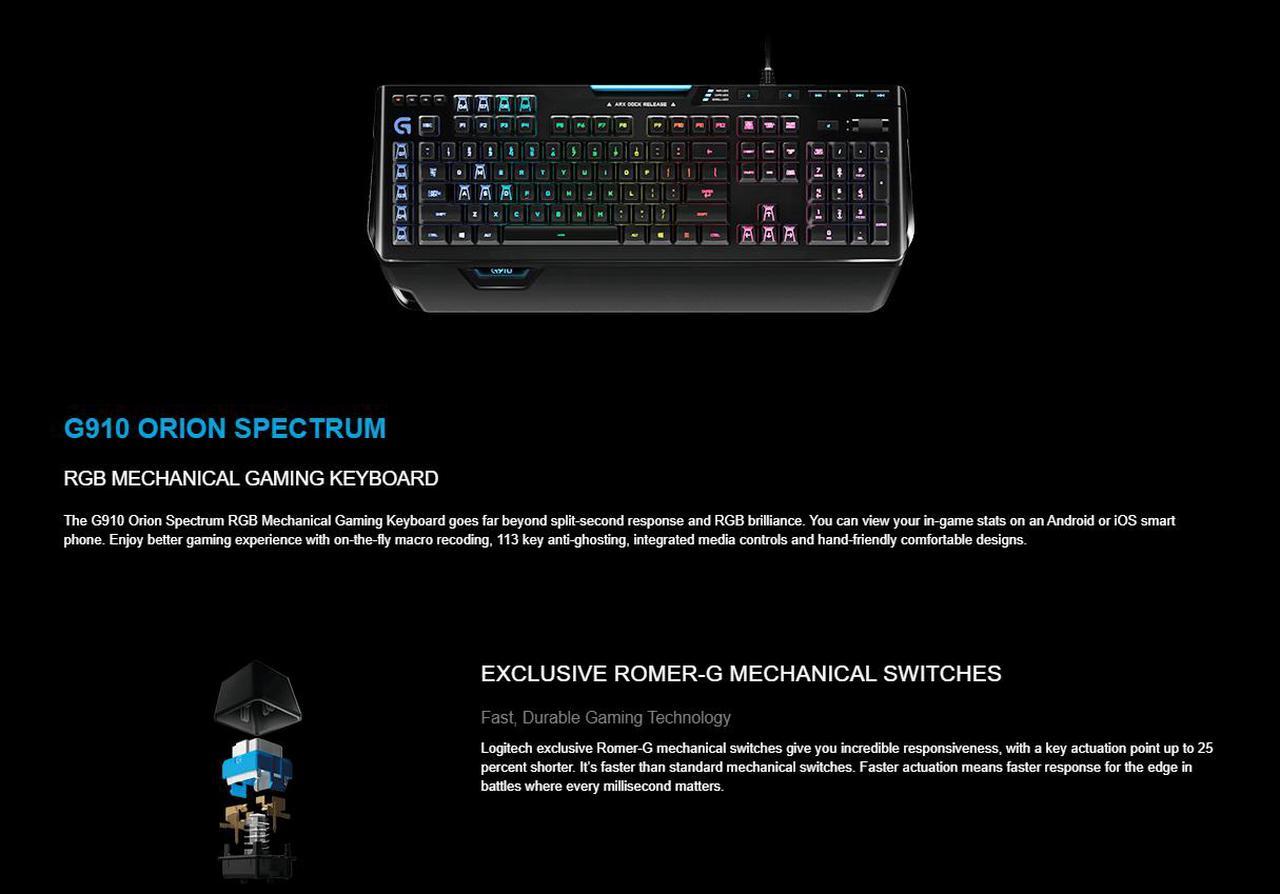 ARX DOCK RELEASE
G910
G910 ORION SPECTRUM
RGB MECHANICAL GAMING KEYBOARD
The G910 Orion Spectrum RGB Mechanical Gaming Keyboard goes far beyond split-second response and RGB brilliance. You can view your in-game stats on an Android or iOS smart
phone. Enjoy better gaming experience with on-the-fly macro recoding, 113 key anti-ghosting, integrated media controls and hand-friendly comfortable designs.
EXCLUSIVE ROMER-G MECHANICAL SWITCHES
Fast, Durable Gaming Technology
Logitech exclusive Romer-G mechanical switches give you incredible responsiveness, with a key actuation point up to 25
percent shorter. It's faster than standard mechanical switches. Faster actuation means faster response for the edge in
battles where every millisecond matters.